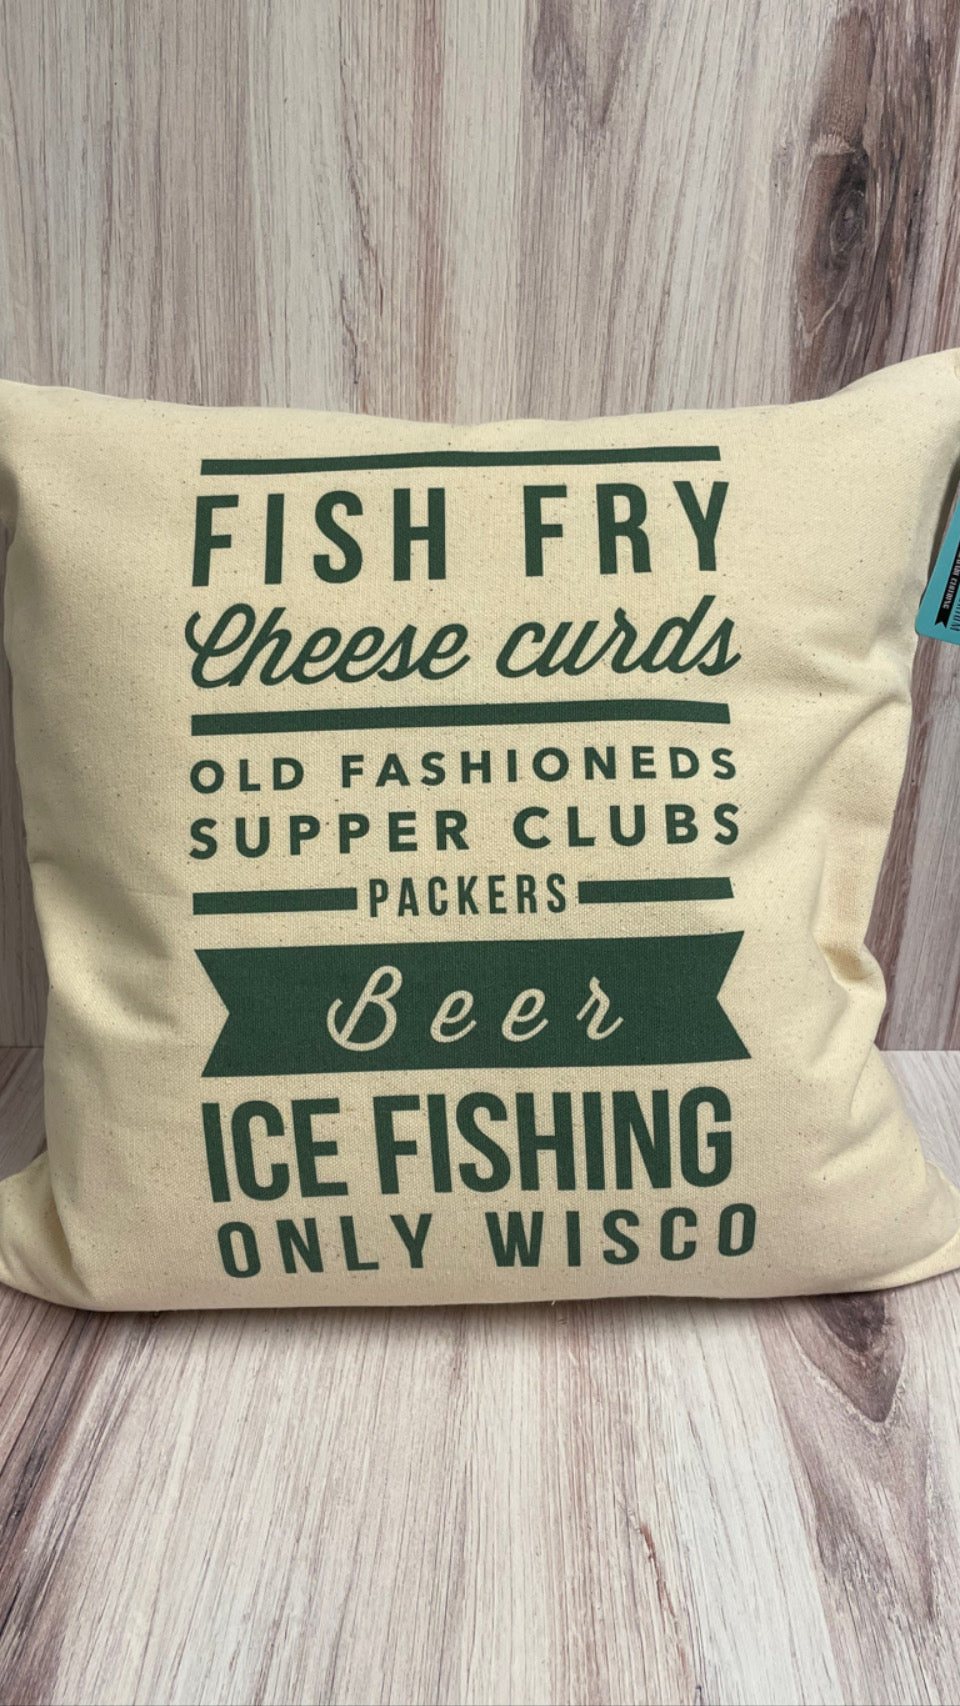 FISH FRY
Cheese curds
OLD FASHIONEDS
SUPPER CLUBS
PACKERS
Beer
ICE FISHING
ONLY WISCO